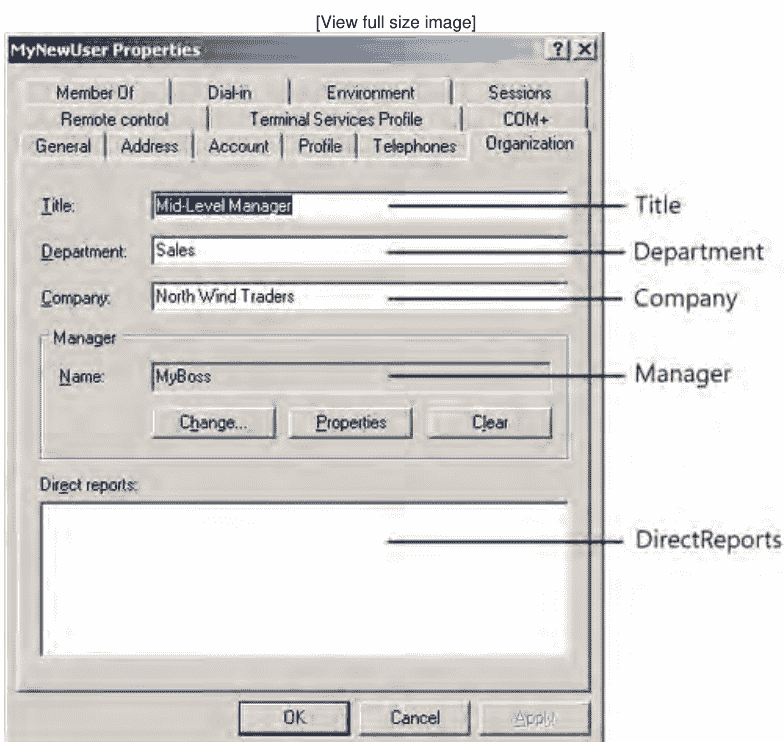 [View full size image]
MyNewUser Properties
Member Of Dial-in Environment Sessions
Remote control Terminal Services Profile COM+
General Address Account Profile Telephones Organization
Title: Mid-Level Manager Title
Department: Sales Department
Company: North Wind Traders Company
Manager
Name: MyBoss Manager
Change... Properties Clear
Direct reports:
DirectReports
OK Cancel Apply